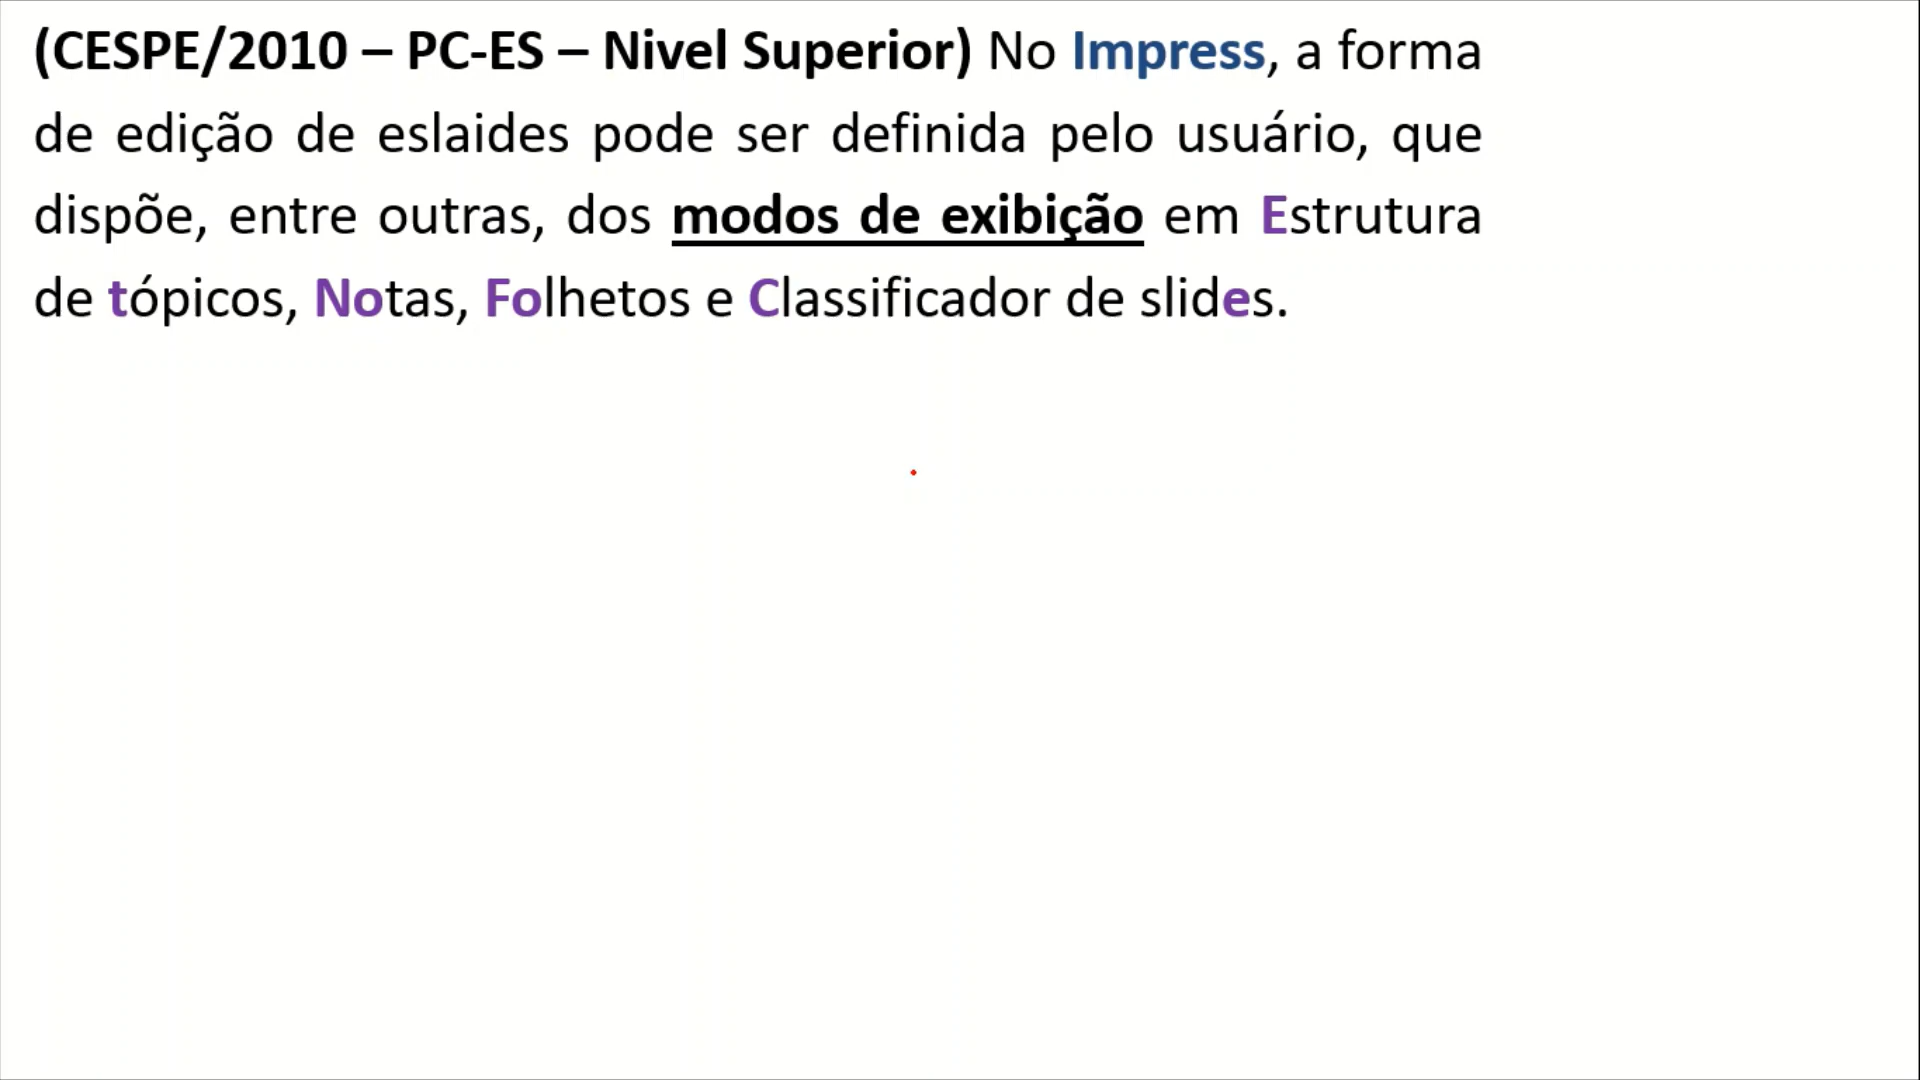 (CESPE/2010 – PC-ES – Nivel Superior) No Impress, a forma
de edição de eslaides pode ser definida pelo usuário, que
dispõe, entre outras, dos modos de exibição em Estrutura
de tópicos, Notas, Folhetos e Classificador de slides.